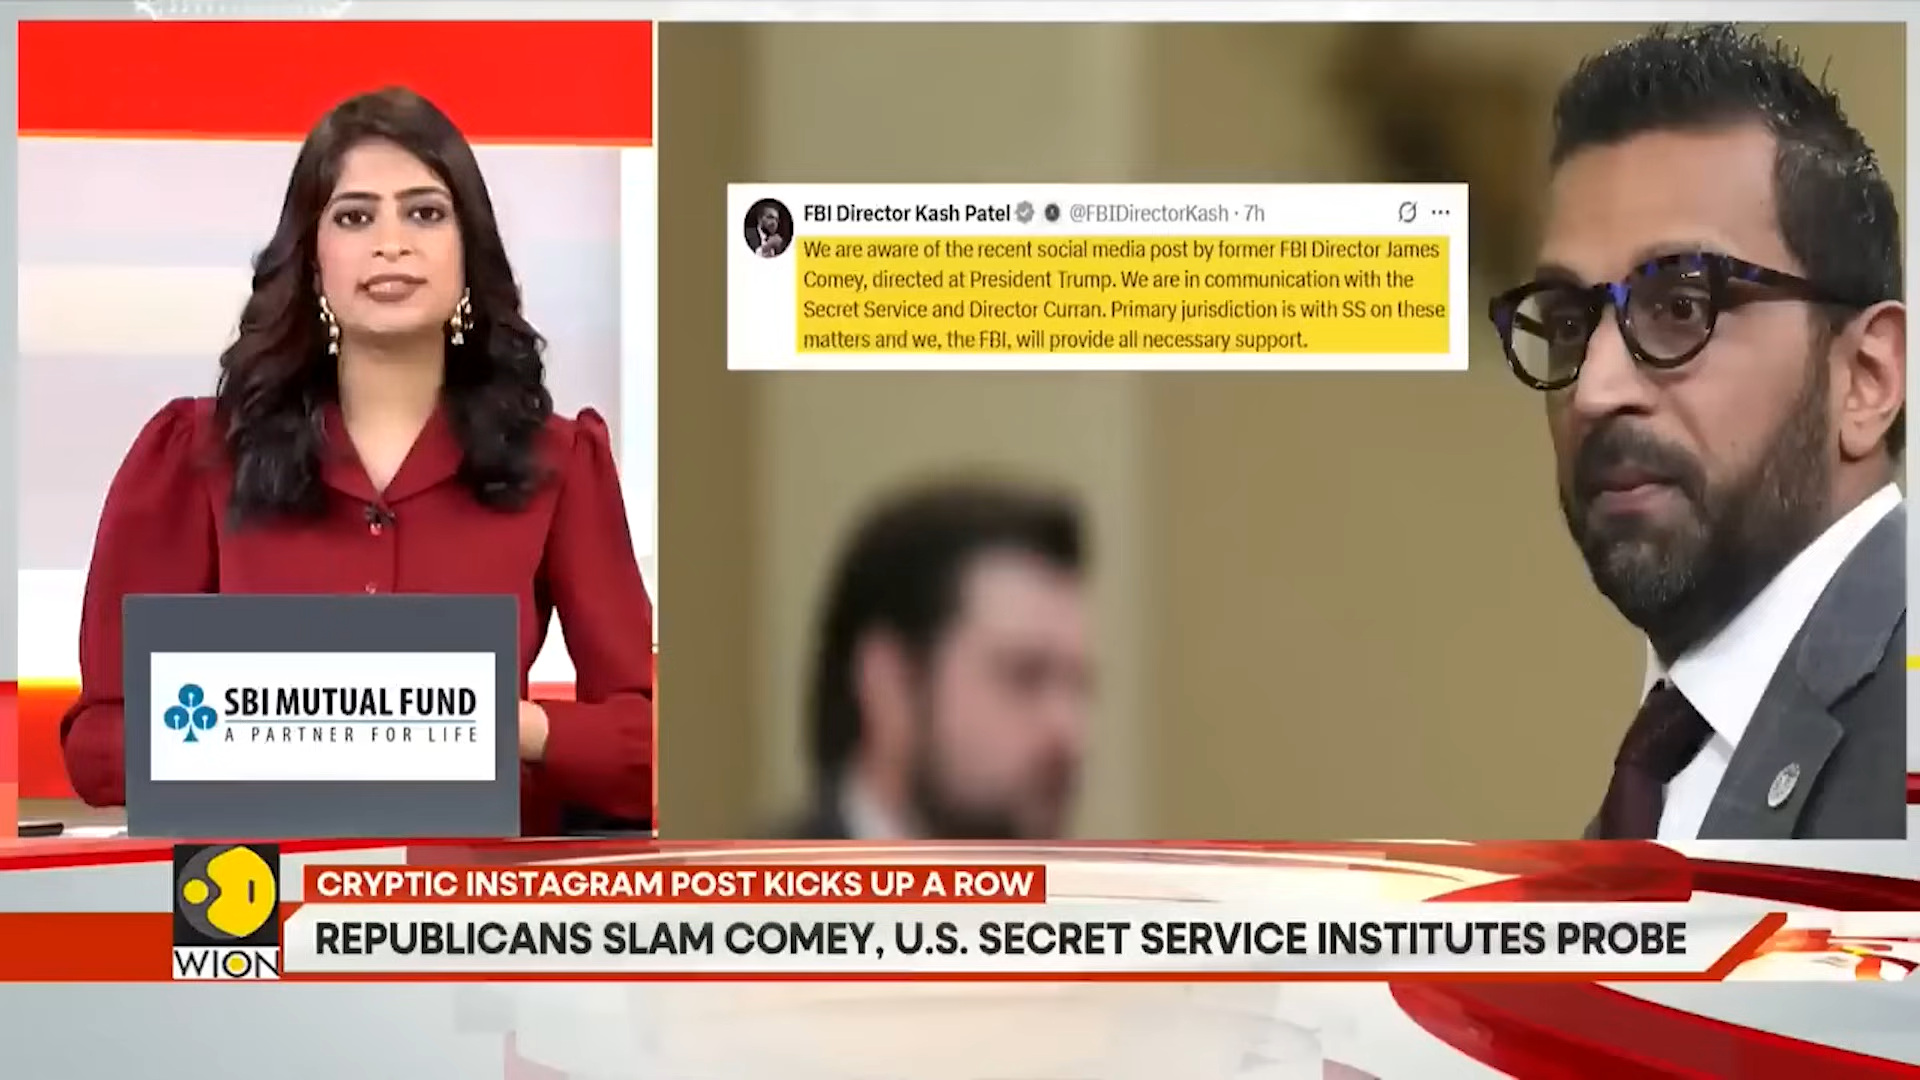 FBI Director Kash Patel @FBIDirectorKash · 7h
We are aware of the recent social media post by former FBI Director James
Comey, directed at President Trump. We are in communication with the
Secret Service and Director Curran. Primary jurisdiction is with SS on these
matters and we, the FBI, will provide all necessary support.
SBI MUTUAL FUND
A PARTNER FOR LIFE
CRYPTIC INSTAGRAM POST KICKS UP A ROW
REPUBLICANS SLAM COMEY, U.S. SECRET SERVICE INSTITUTES PROBE
WION